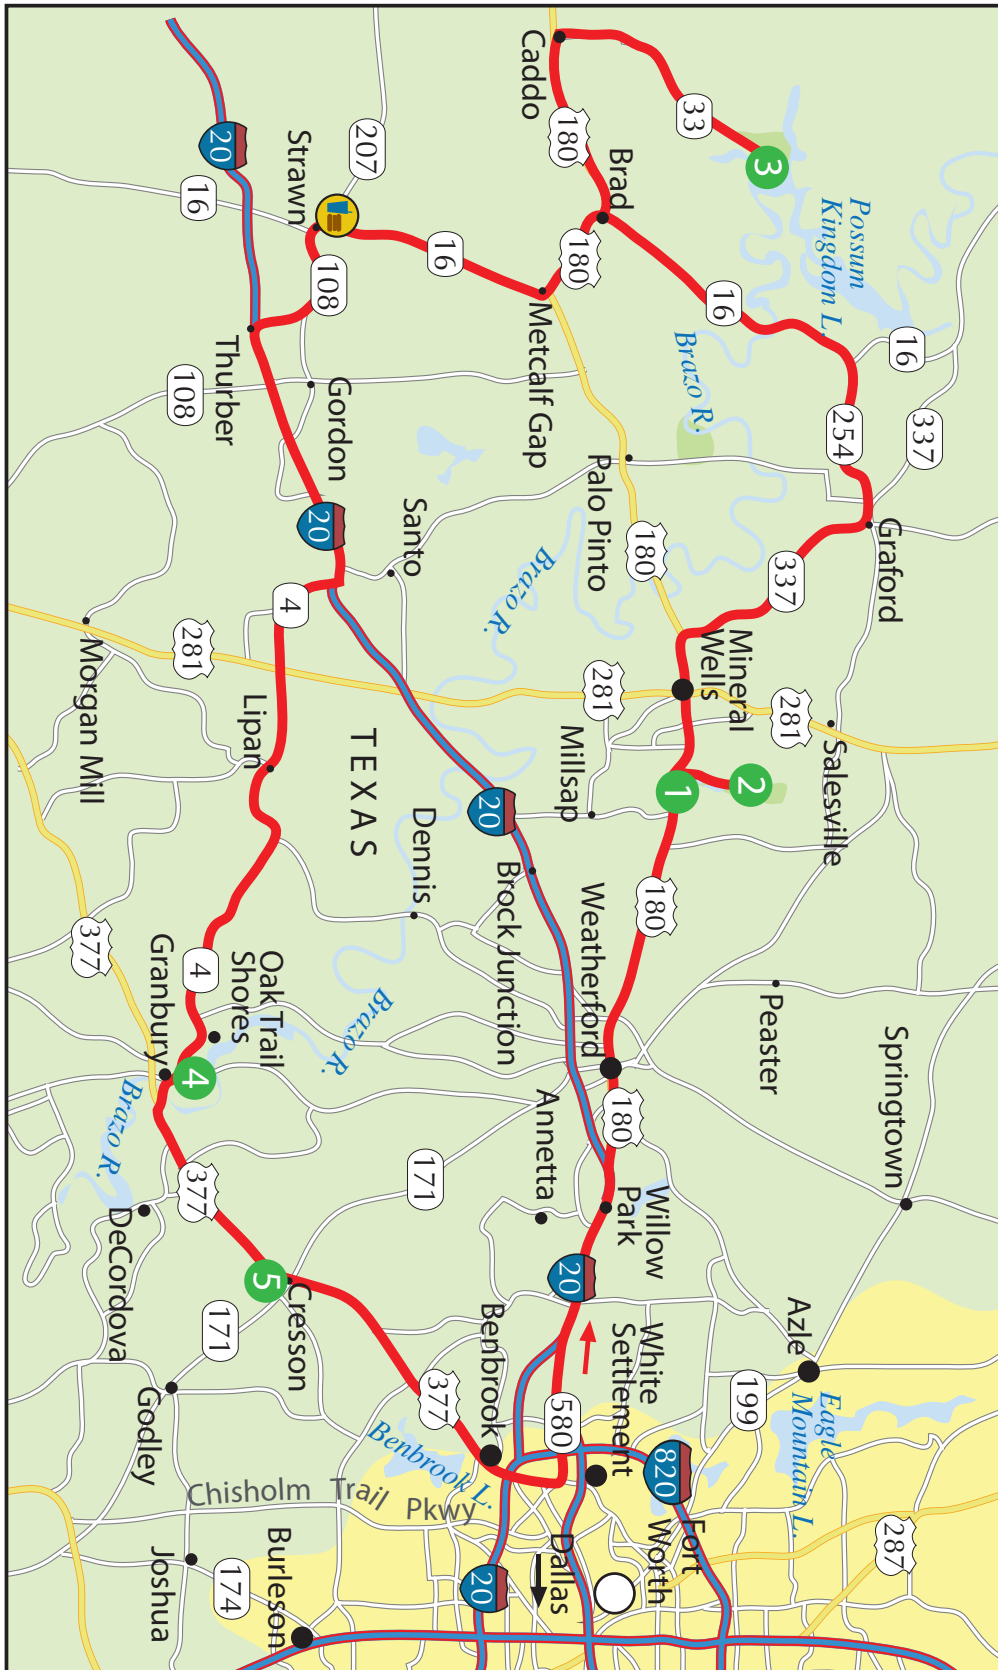 Caddo
180
33
3
Brad
Possum
Kingdom L.
207
Strawn
20
16
108
16
180
Metcalf Gap
16
16
Brazo R.
254
337
Graford
Thurber
108
Gordon
20
Santo
Palo Pinto
180
337
Brazo R.
Mineral
Wells
4
281
281
281
Salesville
Morgan Mill
Lipan
TEXAS
Millsap
1
2
20
Dennis
Brock Junction
Weatherford
180
Peaster
Springtown
377
4
Granbury
Oak Trail
Shores
Brazo R.
4
Brazo R.
Annetta
180
171
377
DeCordova
Willow
Park
20
5
Cresson
171
Benbrook
White
Settlement
Azle
Eagle
Mountain L.
199
377
580
Godley
Benbrook L.
820
Fort
Worth
287
Chisholm Trail Pkwy
Joshua
174
Burleson
20
Dallas